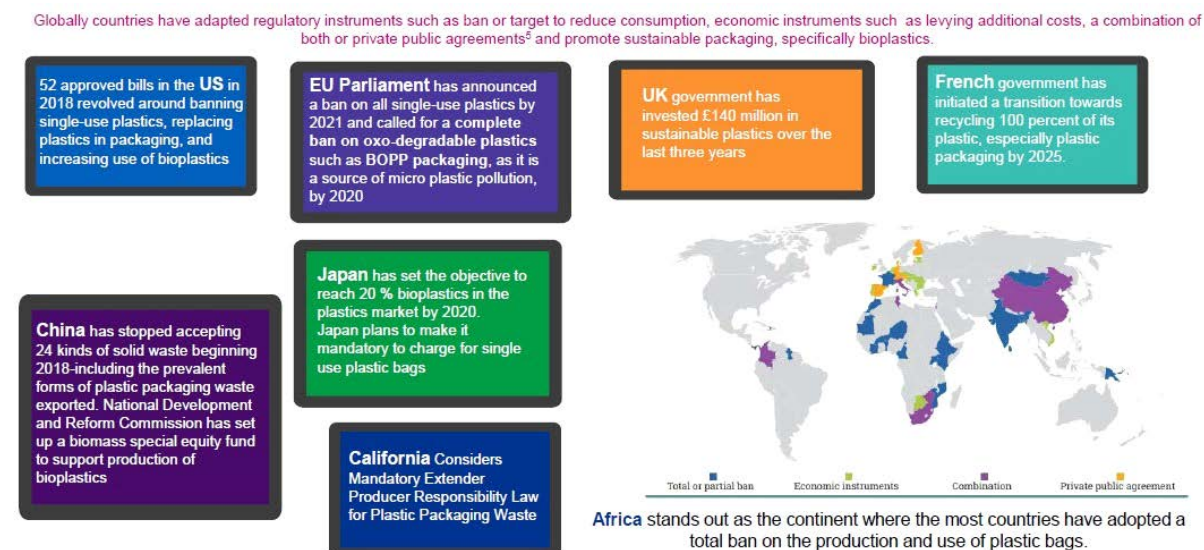 Globally countries have adapted regulatory instruments such as ban or target to reduce consumption, economic instruments such as levying additional costs, a combination of
both or private public agreements⁵ and promote sustainable packaging, specifically bioplastics.
52 approved bills in the US in
2018 revolved around banning
single-use plastics, replacing
plastics in packaging, and
increasing use of bioplastics
EU Parliament has announced
a ban on all single-use plastics by
2021 and called for a complete
ban on oxo-degradable plastics
such as BOPP packaging, as it is
a source of micro plastic pollution,
by 2020
UK government has
invested £140 million in
sustainable plastics over the
last three years
French government has
initiated a transition towards
recycling 100 percent of its
plastic, especially plastic
packaging by 2025.
China has stopped accepting
24 kinds of solid waste beginning
2018-including the prevalent
forms of plastic packaging waste
exported. National Development
and Reform Commission has set
up a biomass special equity fund
to support production of
bioplastics
Japan has set the objective to
reach 20 % bioplastics in the
plastics market by 2020.
Japan plans to make it
mandatory to charge for single
use plastic bags
California Considers
Mandatory Extender
Producer Responsibility Law
for Plastic Packaging Waste
Total or partial ban
Economic instruments
Combination
Private public agreement
Africa stands out as the continent where the most countries have adopted a
total ban on the production and use of plastic bags.